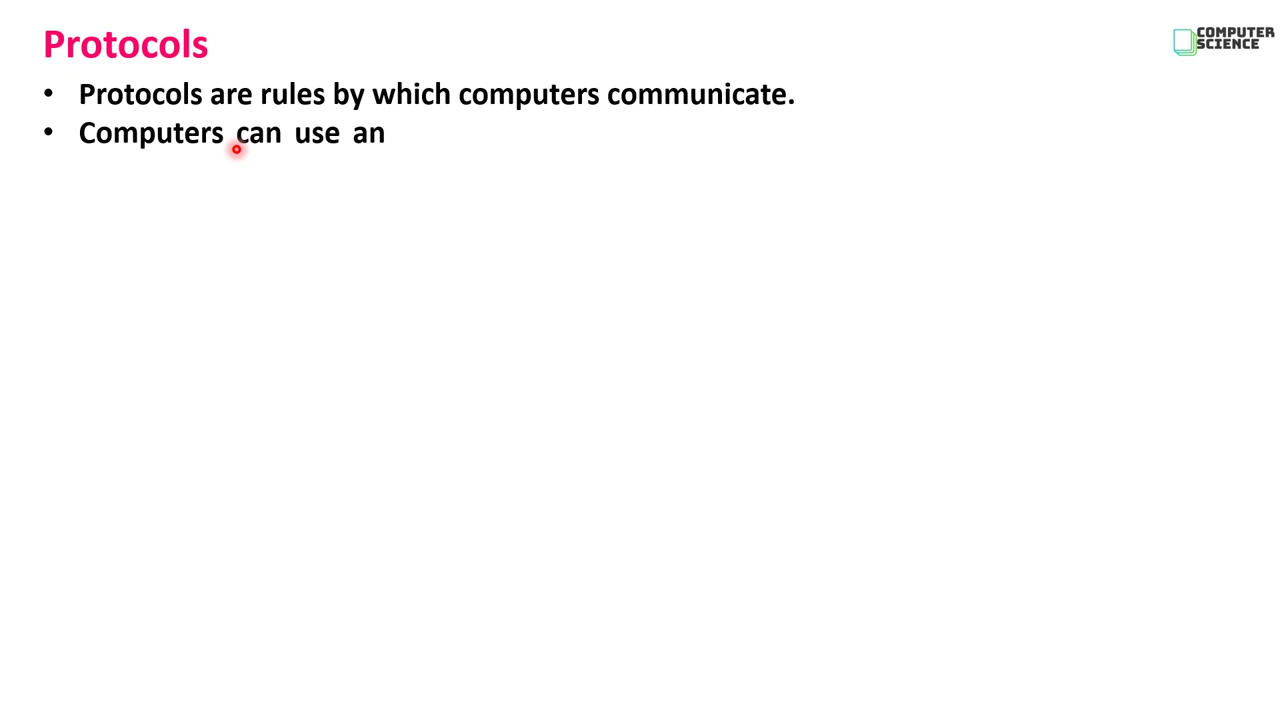 Protocols
COMPUTER
SCIENCE
• Protocols are rules by which computers communicate.
• Computers can use an